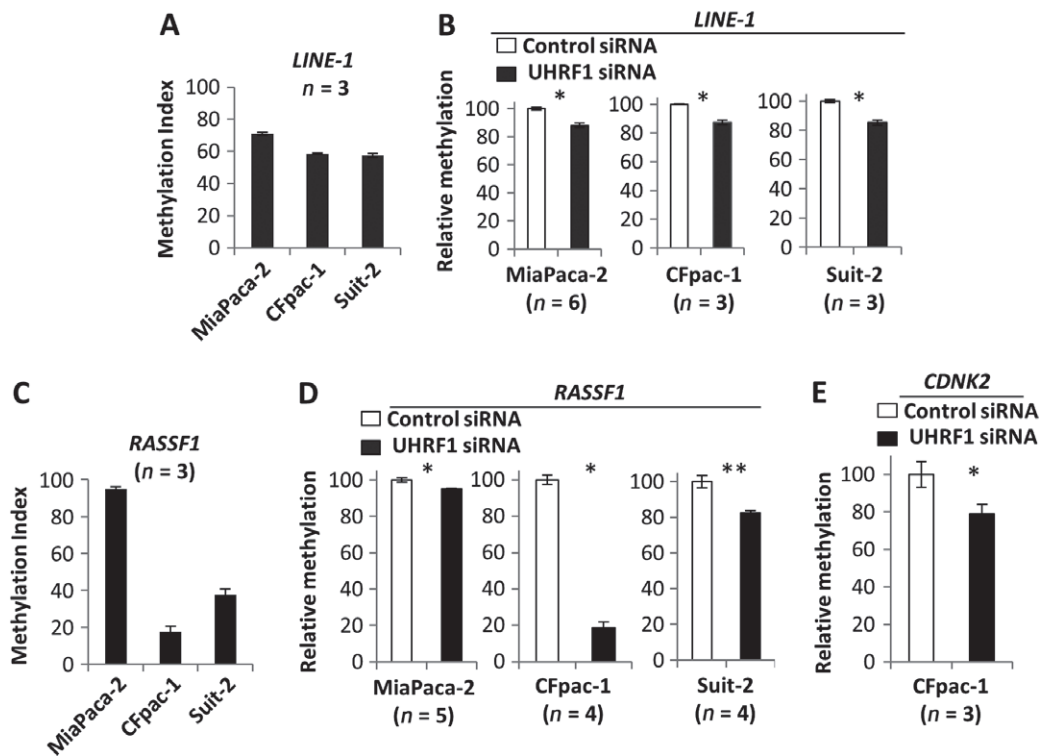 A
LINE-1
n = 3
Methylation Index
100
80
60
40
20
0
MiaPaca-2
CFpac-1
Suit-2
B
LINE-1
Control siRNA
UHRF1 siRNA
Relative methylation
*
100
80
60
40
20
0
MiaPaca-2
(n = 6)
*
100
80
60
40
20
0
CFpac-1
(n = 3)
*
100
80
60
40
20
0
Suit-2
(n = 3)
C
RASSF1
(n = 3)
Methylation Index
100
80
60
40
20
0
MiaPaca-2
CFpac-1
Suit-2
D
RASSF1
Control siRNA
UHRF1 siRNA
Relative methylation
*
100
80
60
40
20
0
MiaPaca-2
(n = 5)
*
100
80
60
40
20
0
CFpac-1
(n = 4)
**
100
80
60
40
20
0
Suit-2
(n = 4)
E
CDNK2
Control siRNA
UHRF1 siRNA
Relative methylation
*
100
80
60
40
20
0
CFpac-1
(n = 3)